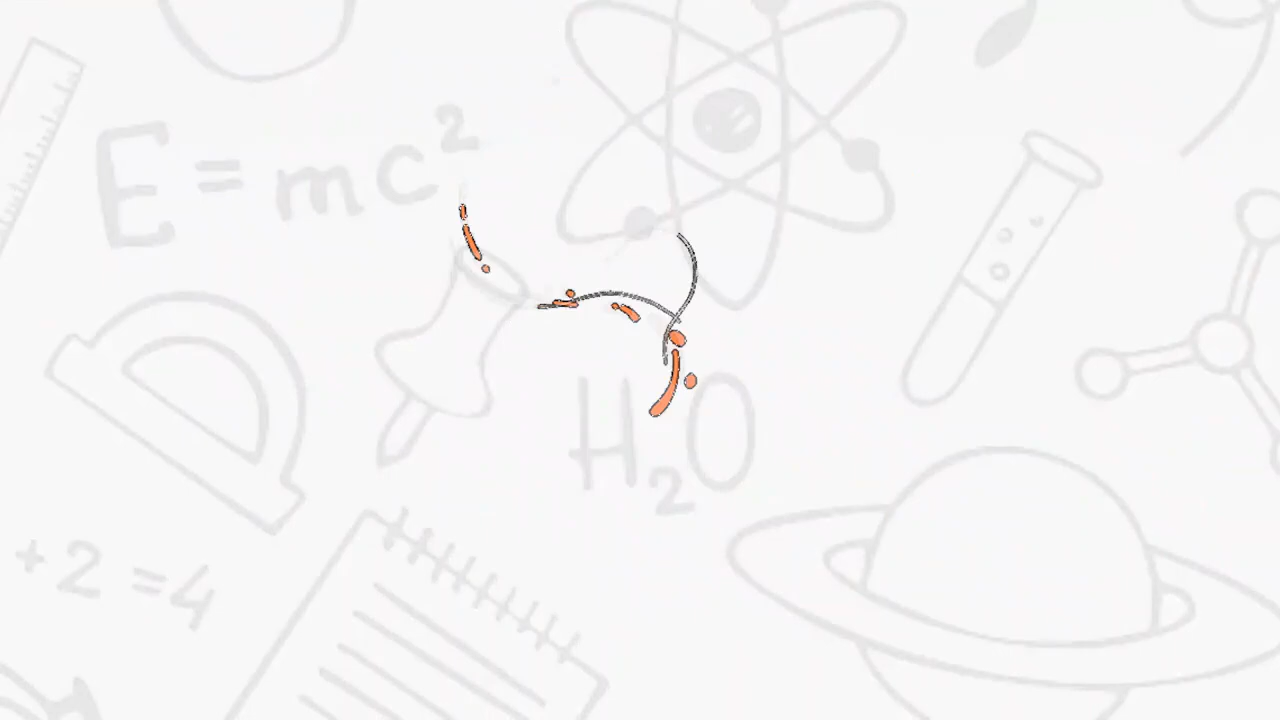 E = mc²
H₂O
+2=4